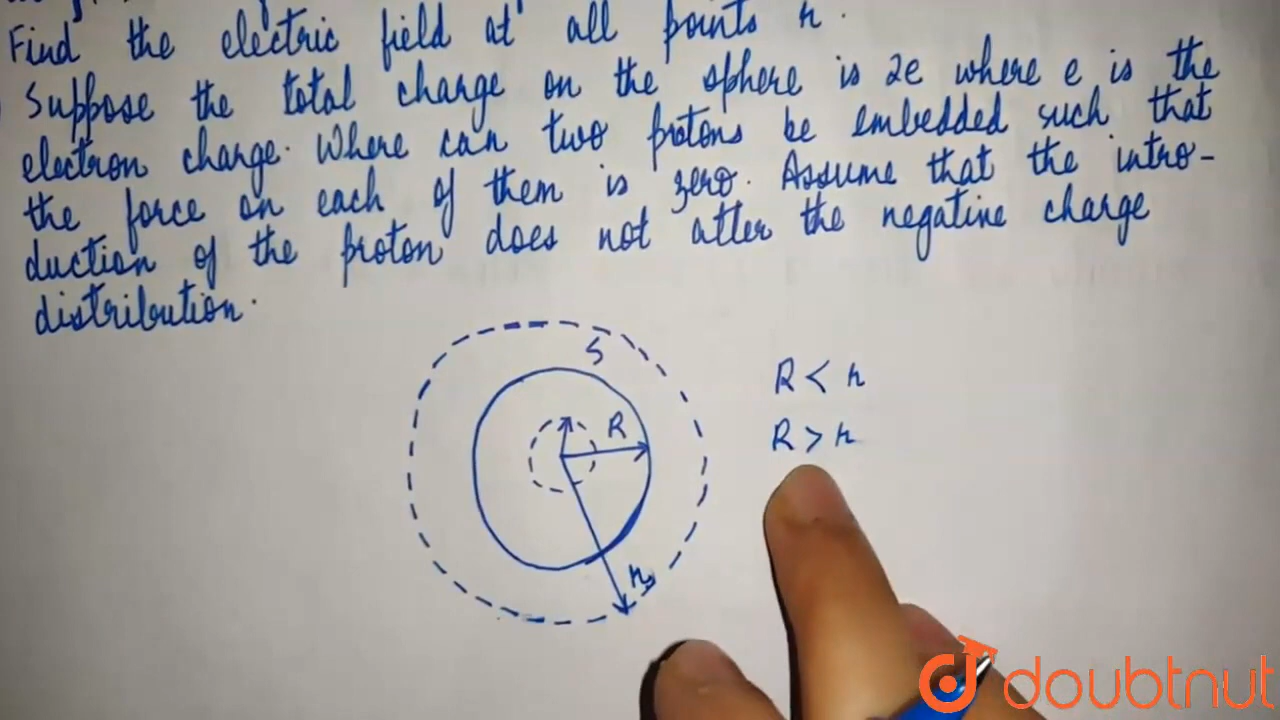 Find the electric field at all points r.
Suppose the total charge on the sphere is 2e where e is the
electron charge. Where can two protons be embedded such that
the force on each of them is zero. Assume that the intro-
duction of the proton does not atter the negative charge
distribution.
S
R < r
R
R > r
r
doubtnut